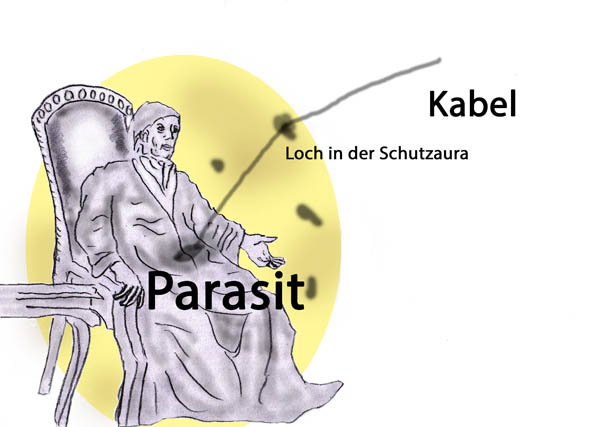 Kabel
Loch in der Schutzaura
Parasit